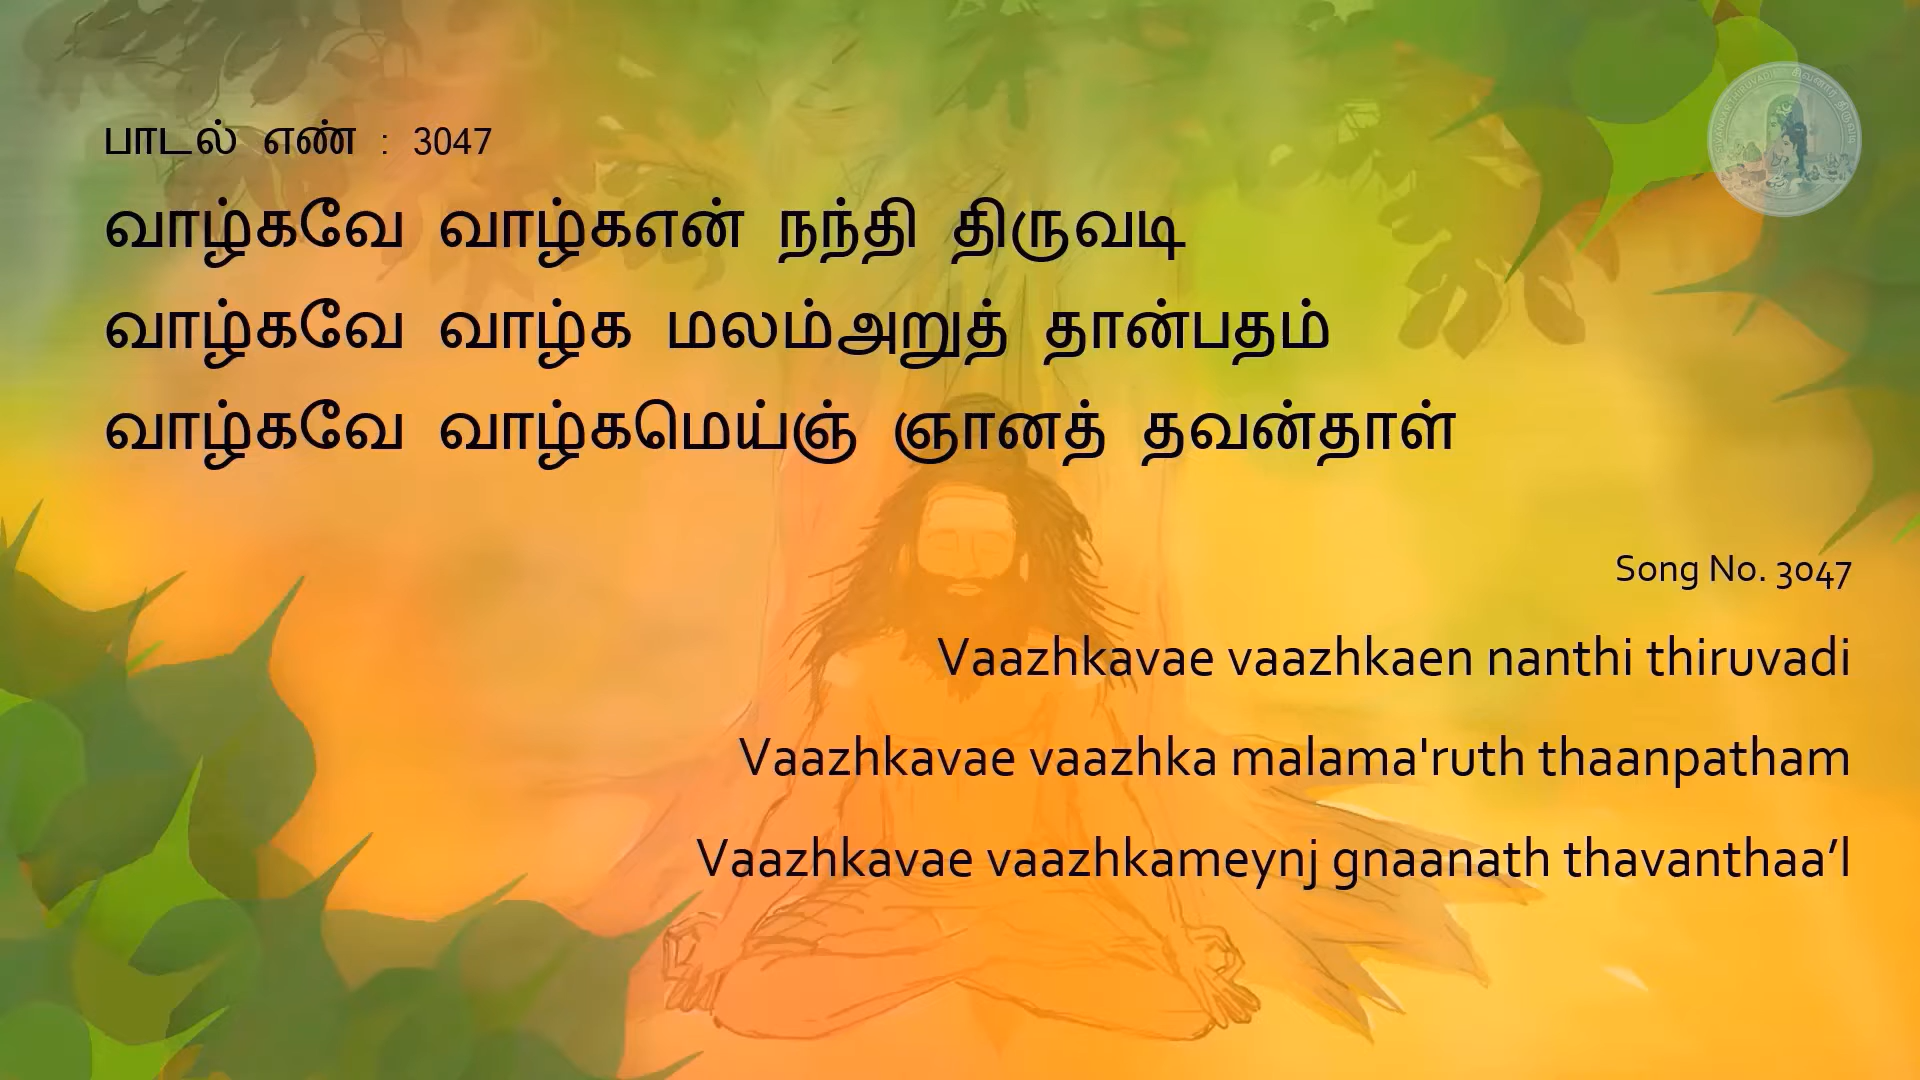 பாடல் எண் : 3047
வாழ்கவே வாழ்கஎன் நந்தி திருவடி
வாழ்கவே வாழ்க மலம்அறுத் தான்பதம்
வாழ்கவே வாழ்கமெய்ஞ் ஞானத் தவன்தாள்
Song No. 3047
Vaazhkavae vaazhkaen nanthi thiruvadi
Vaazhkavae vaazhka malama'ruth thaanpatham
Vaazhkavae vaazhkameynj gnaanath thavanthaa’l